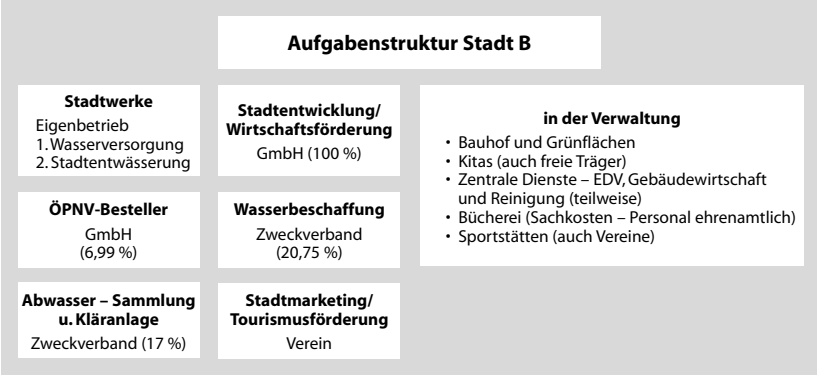 Aufgabenstruktur Stadt B
Stadtwerke
Eigenbetrieb
1. Wasserversorgung
2. Stadtentwässerung
Stadtentwicklung/
Wirtschaftsförderung
GmbH (100 %)
ÖPNV-Besteller
GmbH
(6,99 %)
Wasserbeschaffung
Zweckverband
(20,75 %)
Abwasser – Sammlung
u. Kläranlage
Zweckverband (17 %)
Stadtmarketing/
Tourismusförderung
Verein
in der Verwaltung
• Bauhof und Grünflächen
• Kitas (auch freie Träger)
• Zentrale Dienste – EDV, Gebäudewirtschaft
und Reinigung (teilweise)
• Bücherei (Sachkosten – Personal ehrenamtlich)
• Sportstätten (auch Vereine)